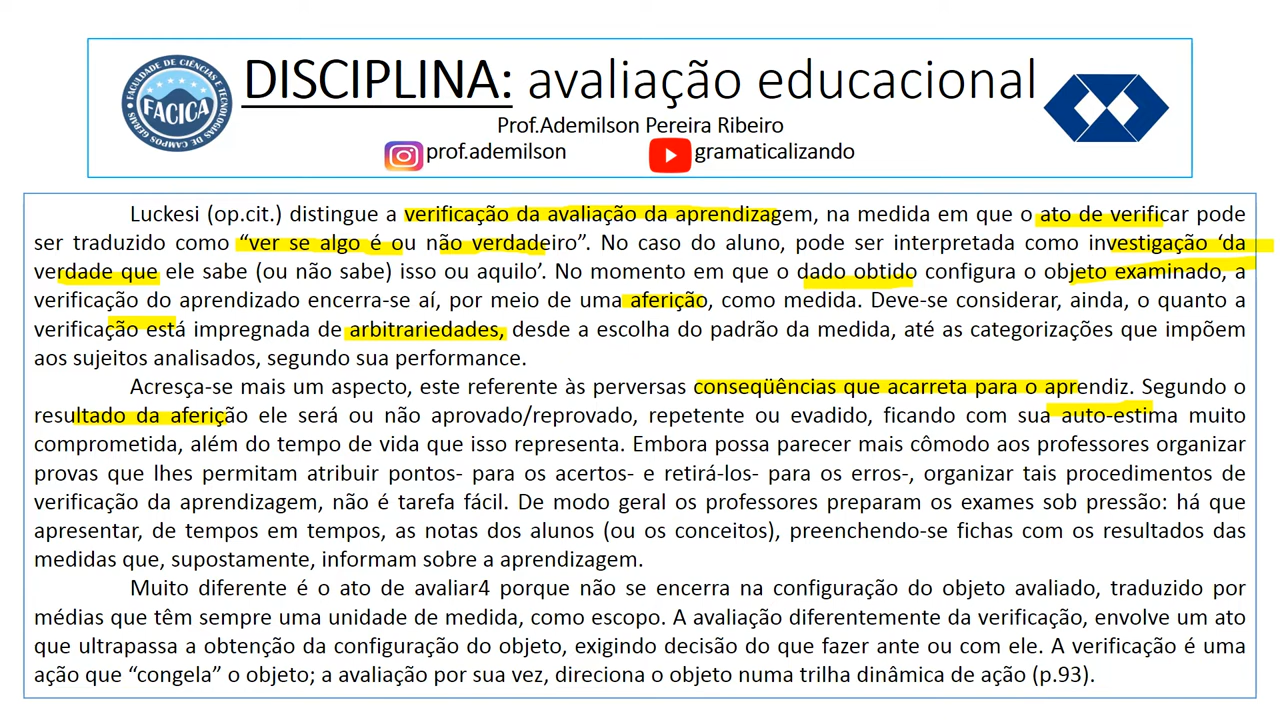 DISCIPLINA: avaliação educacional
Prof.Ademilson Pereira Ribeiro
prof.ademilson gramaticalizando
FACULDADE DE CIÊNCIAS E TECNOLOGIAS DE CAMPOS GERAIS
FACICA
Luckesi (op.cit.) distingue a verificação da avaliação da aprendizagem, na medida em que o ato de verificar pode
ser traduzido como “ver se algo é ou não verdadeiro”. No caso do aluno, pode ser interpretada como investigação ‘da
verdade que ele sabe (ou não sabe) isso ou aquilo’. No momento em que o dado obtido configura o objeto examinado, a
verificação do aprendizado encerra-se aí, por meio de uma aferição, como medida. Deve-se considerar, ainda, o quanto a
verificação está impregnada de arbitrariedades, desde a escolha do padrão da medida, até as categorizações que impõem
aos sujeitos analisados, segundo sua performance.
Acresça-se mais um aspecto, este referente às perversas conseqüências que acarreta para o aprendiz. Segundo o
resultado da aferição ele será ou não aprovado/reprovado, repetente ou evadido, ficando com sua auto-estima muito
comprometida, além do tempo de vida que isso representa. Embora possa parecer mais cômodo aos professores organizar
provas que lhes permitam atribuir pontos- para os acertos- e retirá-los- para os erros-, organizar tais procedimentos de
verificação da aprendizagem, não é tarefa fácil. De modo geral os professores preparam os exames sob pressão: há que
apresentar, de tempos em tempos, as notas dos alunos (ou os conceitos), preenchendo-se fichas com os resultados das
medidas que, supostamente, informam sobre a aprendizagem.
Muito diferente é o ato de avaliar4 porque não se encerra na configuração do objeto avaliado, traduzido por
médias que têm sempre uma unidade de medida, como escopo. A avaliação diferentemente da verificação, envolve um ato
que ultrapassa a obtenção da configuração do objeto, exigindo decisão do que fazer ante ou com ele. A verificação é uma
ação que “congela” o objeto; a avaliação por sua vez, direciona o objeto numa trilha dinâmica de ação (p.93).